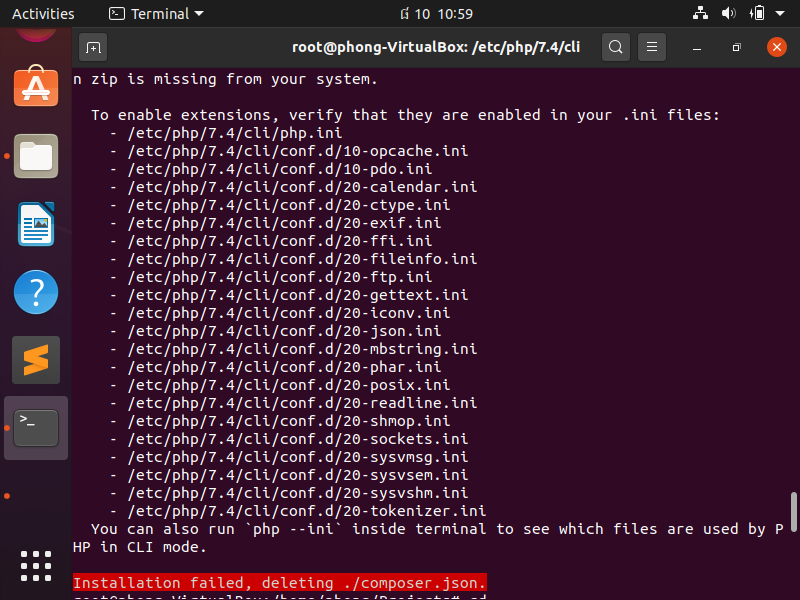 Activities
Terminal
មី 10 10:59
root@phong-VirtualBox: /etc/php/7.4/cli
n zip is missing from your system.
To enable extensions, verify that they are enabled in your .ini files:
- /etc/php/7.4/cli/php.ini
- /etc/php/7.4/cli/conf.d/10-opcache.ini
- /etc/php/7.4/cli/conf.d/10-pdo.ini
- /etc/php/7.4/cli/conf.d/20-calendar.ini
- /etc/php/7.4/cli/conf.d/20-ctype.ini
- /etc/php/7.4/cli/conf.d/20-exif.ini
- /etc/php/7.4/cli/conf.d/20-ffi.ini
- /etc/php/7.4/cli/conf.d/20-fileinfo.ini
- /etc/php/7.4/cli/conf.d/20-ftp.ini
- /etc/php/7.4/cli/conf.d/20-gettext.ini
- /etc/php/7.4/cli/conf.d/20-iconv.ini
- /etc/php/7.4/cli/conf.d/20-json.ini
- /etc/php/7.4/cli/conf.d/20-mbstring.ini
- /etc/php/7.4/cli/conf.d/20-phar.ini
- /etc/php/7.4/cli/conf.d/20-posix.ini
- /etc/php/7.4/cli/conf.d/20-readline.ini
- /etc/php/7.4/cli/conf.d/20-shmop.ini
- /etc/php/7.4/cli/conf.d/20-sockets.ini
- /etc/php/7.4/cli/conf.d/20-sysvmsg.ini
- /etc/php/7.4/cli/conf.d/20-sysvsem.ini
- /etc/php/7.4/cli/conf.d/20-sysvshm.ini
- /etc/php/7.4/cli/conf.d/20-tokenizer.ini
You can also run `php --ini` inside terminal to see which files are used by P
HP in CLI mode.
Installation failed, deleting ./composer.json.
root@phong-VirtualBox:/home/phong/Projects# cd